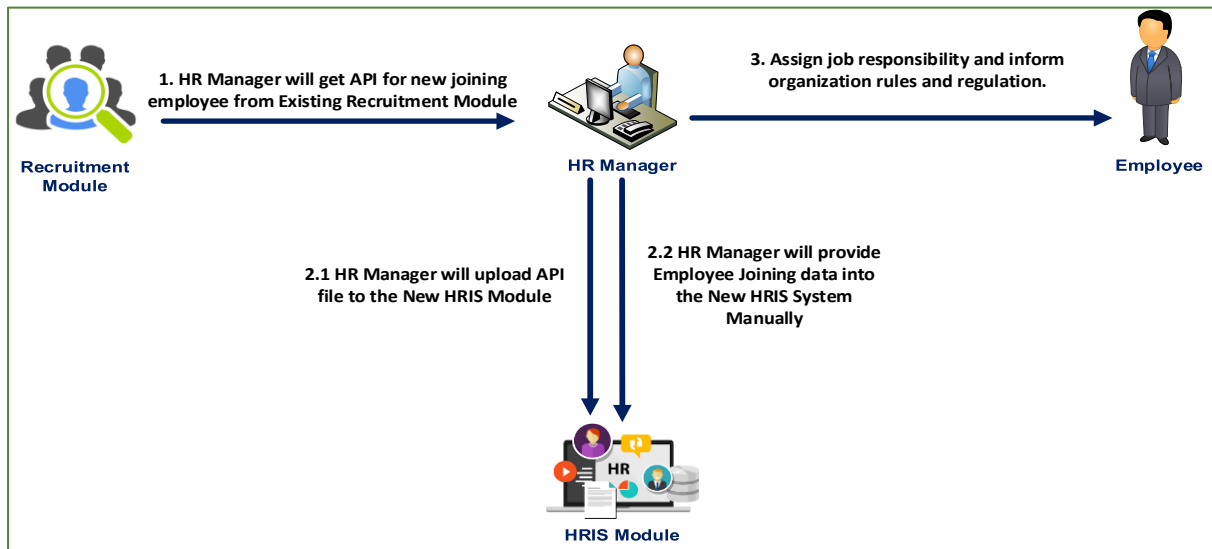 1. HR Manager will get API for new joining
employee from Existing Recruitment Module
3. Assign job responsibility and inform
organization rules and regulation.
Recruitment
Module
HR Manager
Employee
2.1 HR Manager will upload API
file to the New HRIS Module
2.2 HR Manager will provide
Employee Joining data into
the New HRIS System
Manually
HR
HRIS Module